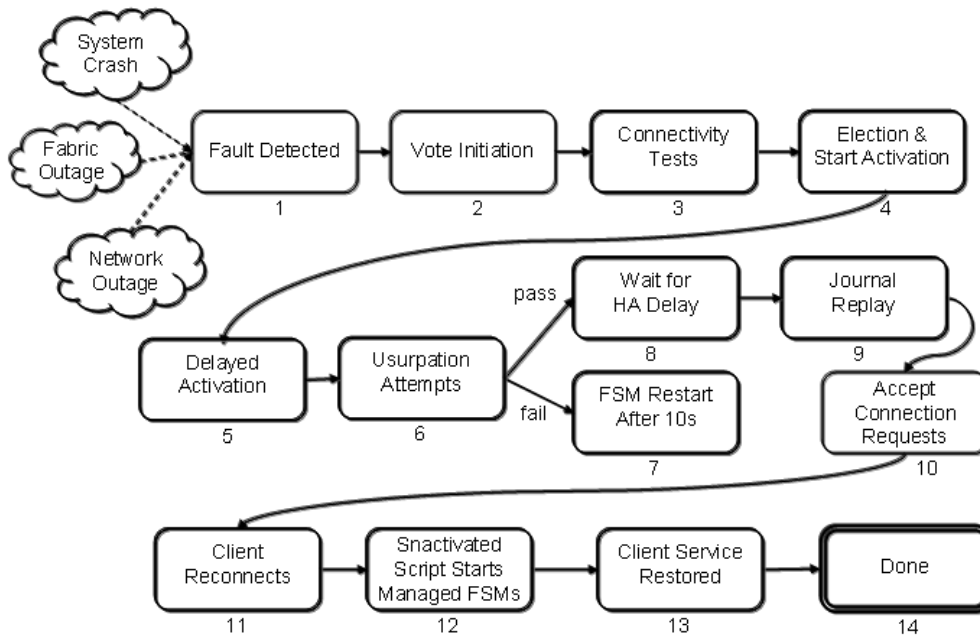 System
Crash
Fabric
Outage
Network
Outage
Fault Detected
1
Vote Initiation
2
Connectivity
Tests
3
Election &
Start Activation
4
Delayed
Activation
5
Usurpation
Attempts
6
pass
fail
Wait for
HA Delay
8
FSM Restart
After 10s
7
Journal
Replay
9
Accept
Connection
Requests
10
Client
Reconnects
11
Snactivated
Script Starts
Managed FSMs
12
Client Service
Restored
13
Done
14